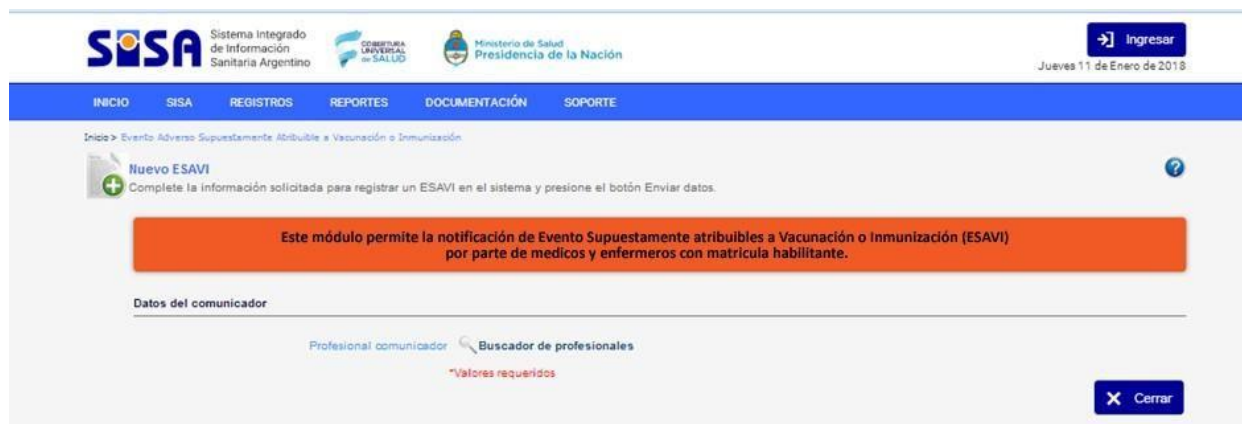 SISA
Sistema Integrado
de Información
Sanitaria Argentino
COBERTURA
UNIVERSAL
de SALUD
Ministerio de Salud
Presidencia de la Nación
Ingresar
Jueves 11 de Enero de 2018
INICIO SISA REGISTROS REPORTES DOCUMENTACIÓN SOPORTE
Inicio > Evento Adverso Supuestamente Atribuible a Vacunación o Inmunización
Nuevo ESAVI
Complete la información solicitada para registrar un ESAVI en el sistema y presione el botón Enviar datos.
?
Este módulo permite la notificación de Evento Supuestamente atribuibles a Vacunación o Inmunización (ESAVI)
por parte de medicos y enfermeros con matricula habilitante.
Datos del comunicador
Profesional comunicador Buscador de profesionales
*Valores requeridos
X Cerrar